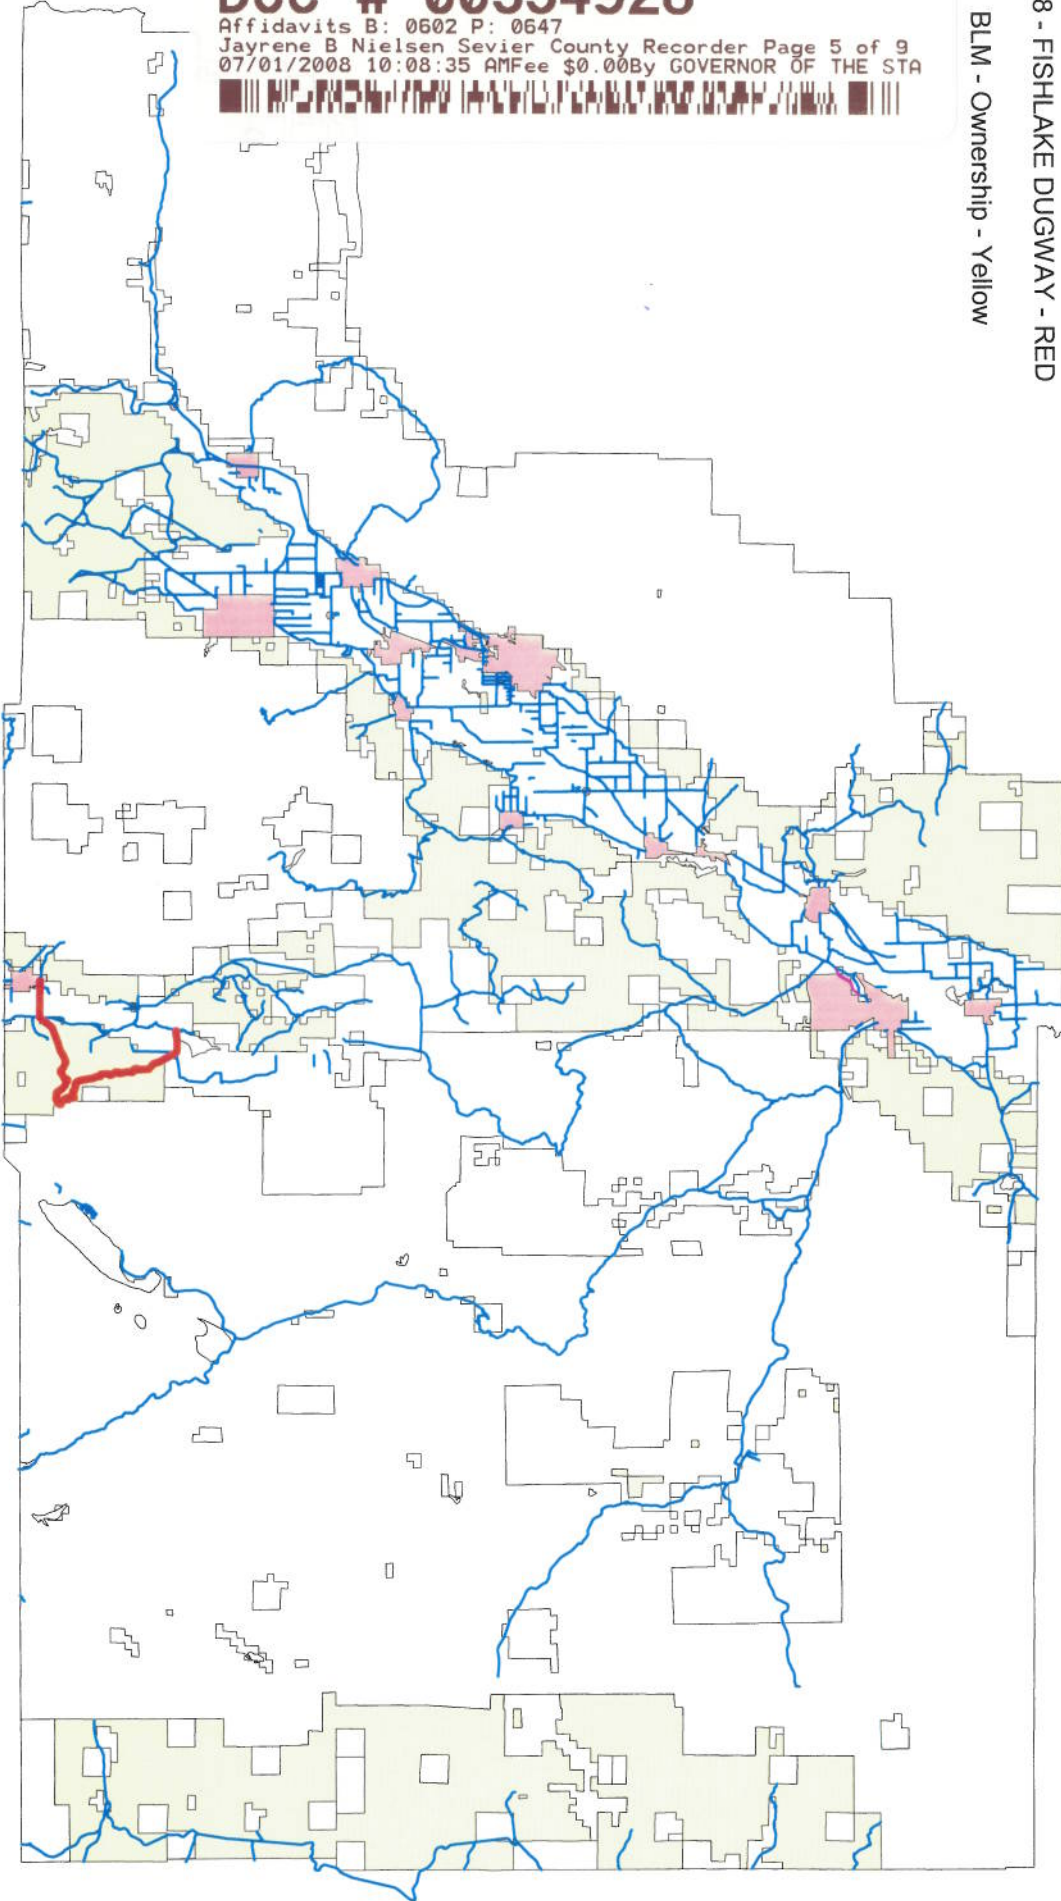 Affidavits B: 0602 P: 0647
Jayrene B Nielsen Sevier County Recorder Page 5 of 9
07/01/2008 10:08:35 AMFee $0.00By GOVERNOR OF THE STA
8 - FISHLAKE DUGWAY - RED
BLM - Ownership - Yellow